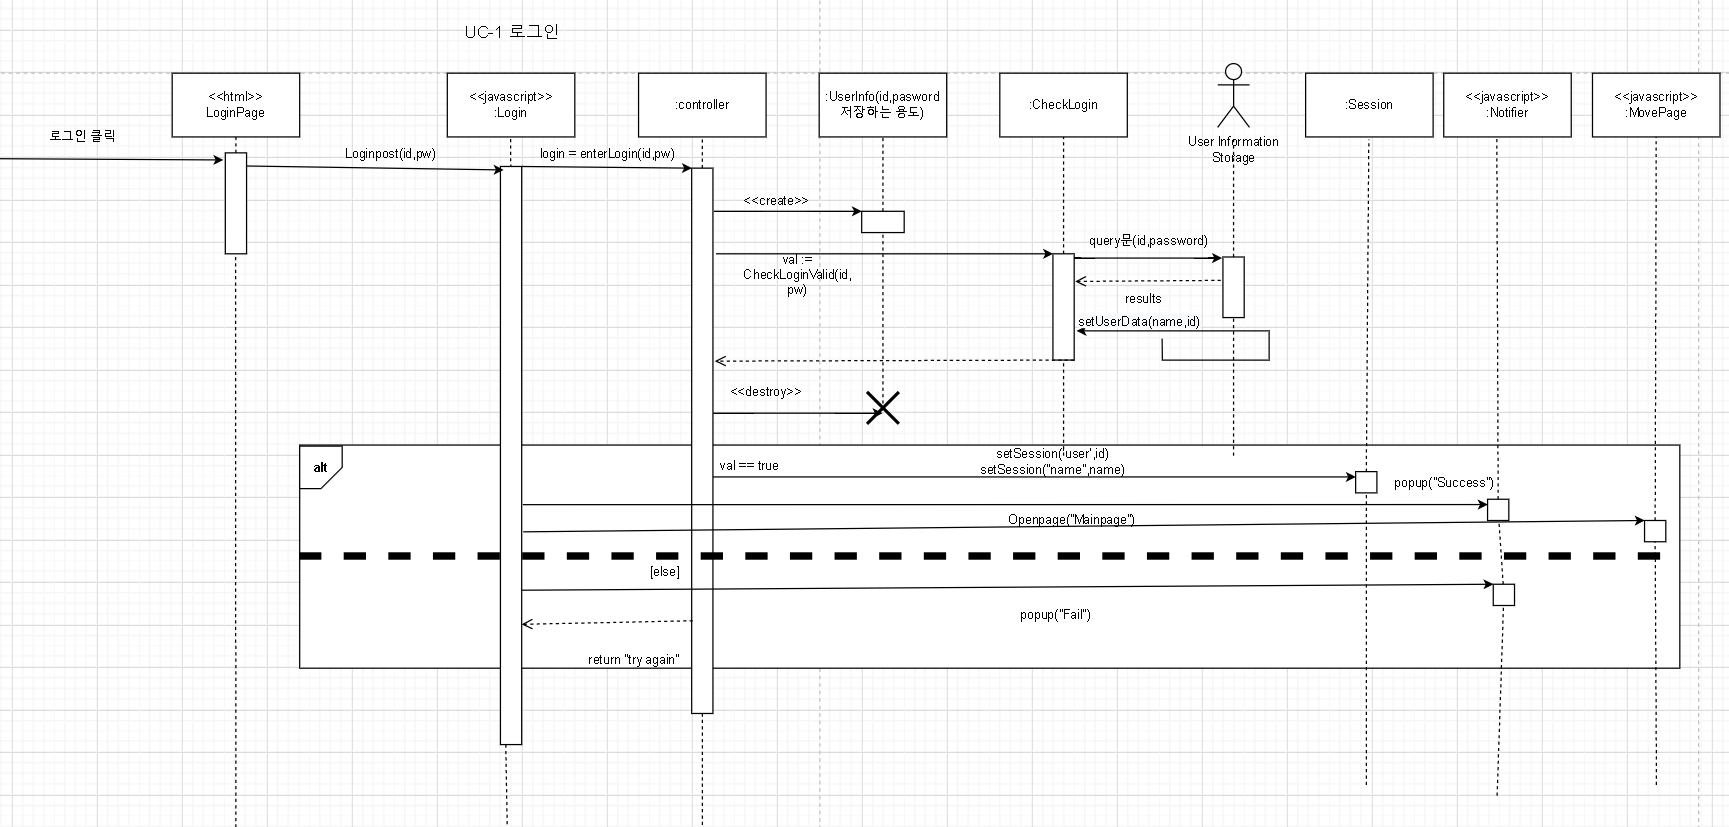 UC-1 로그인
<<html>>
LoginPage
<<javascript>>
:Login
:controller
:UserInfo(id,pasword
저장하는 용도)
:CheckLogin
User Information
Storage
:Session
<<javascript>>
:Notifier
<<javascript>>
:MovePage
로그인 클릭
Loginpost(id,pw)
login = enterLogin(id,pw)
<<create>>
query문(id,password)
val :=
CheckLoginValid(id,
pw)
results
setUserData(name,id)
<<destroy>>
alt
val == true
setSession('user',id)
setSession("name",name)
popup("Success")
Openpage("Mainpage")
[else]
popup("Fail")
return "try again"